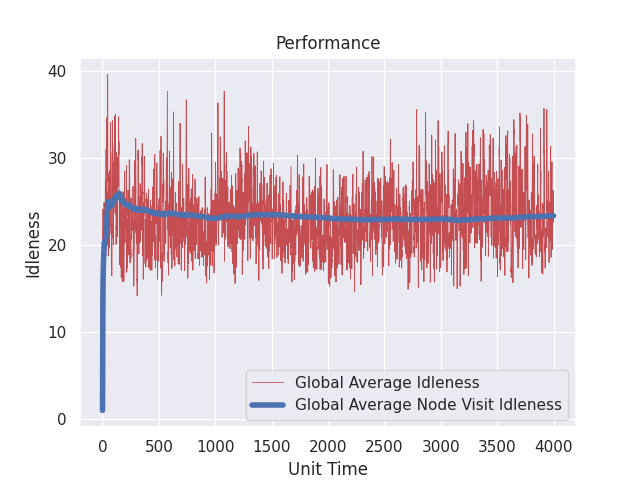 Performance
40
30
20
10
0
Idleness
Global Average Idleness
Global Average Node Visit Idleness
0 500 1000 1500 2000 2500 3000 3500 4000
Unit Time